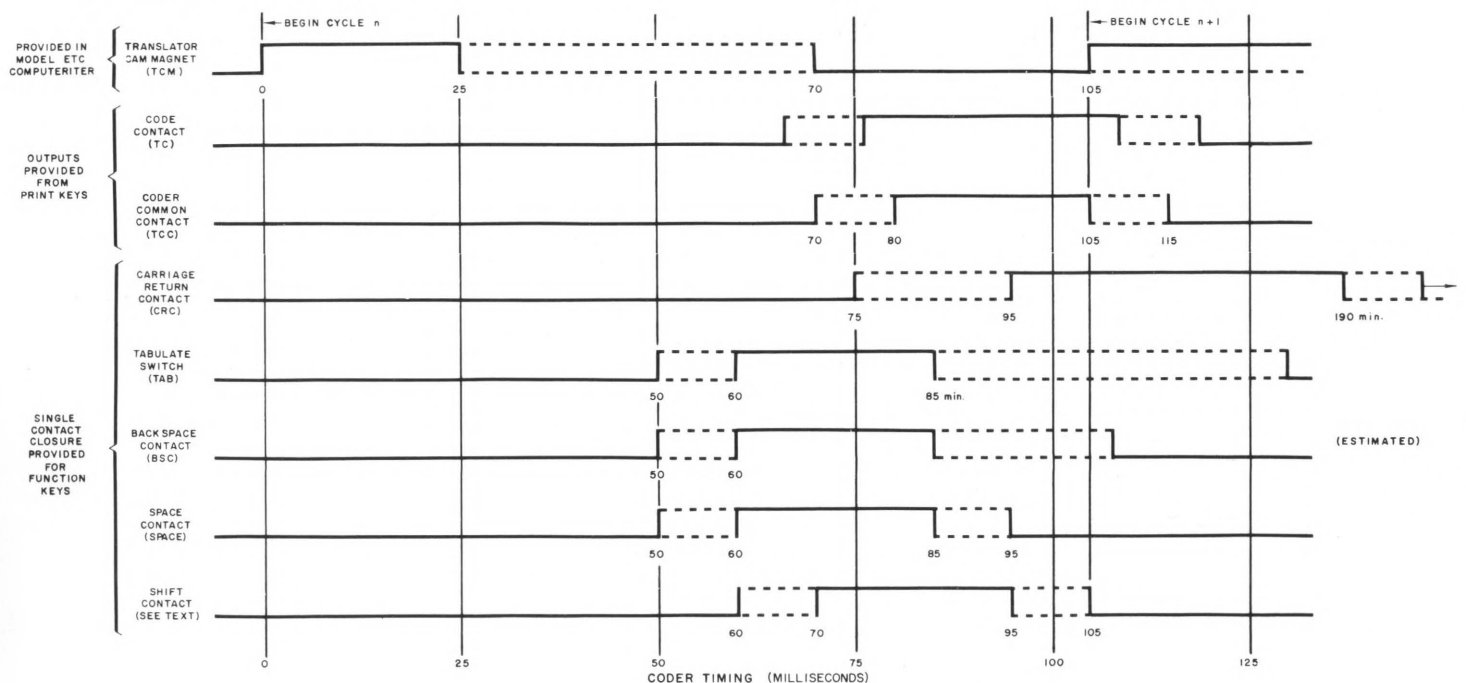 BEGIN CYCLE n
BEGIN CYCLE n+1
PROVIDED IN
MODEL ETC
COMPUTERITER
TRANSLATOR
CAM MAGNET
(TCM)
0
25
70
105
OUTPUTS
PROVIDED
FROM
PRINT KEYS
CODE
CONTACT
(TC)
CODER
COMMON
CONTACT
(TCC)
70
80
105
115
SINGLE
CONTACT
CLOSURE
PROVIDED
FOR
FUNCTION
KEYS
CARRIAGE
RETURN
CONTACT
(CRC)
75
95
190 min.
TABULATE
SWITCH
(TAB)
50
60
85 min.
BACKSPACE
CONTACT
(BSC)
50
60
(ESTIMATED)
SPACE
CONTACT
(SPACE)
50
60
85
95
SHIFT
CONTACT
(SEE TEXT)
60
70
95
105
0
25
50
75
100
125
CODER TIMING (MILLISECONDS)